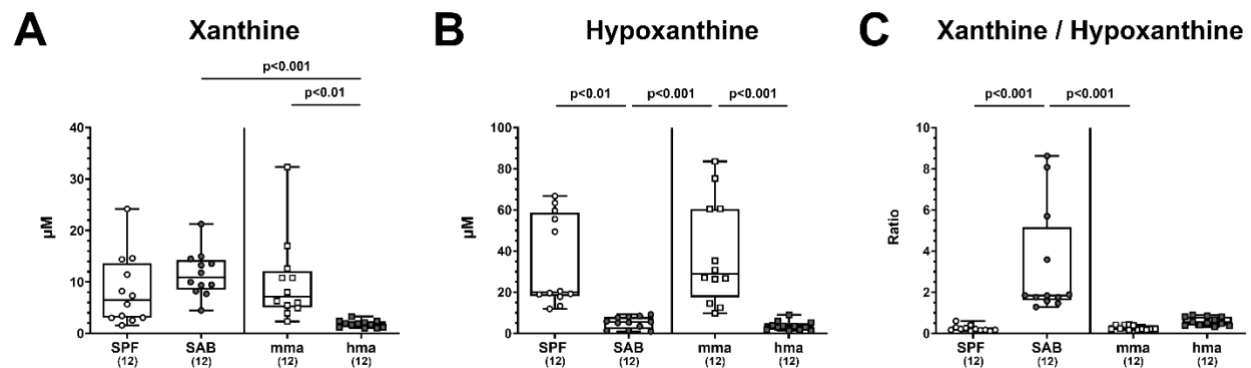 A
Xanthine
p<0.001
p<0.01
40
30
20
10
0
µM
SPF
(12)
SAB
(12)
mma
(12)
hma
(12)
B
Hypoxanthine
p<0.01
p<0.001
p<0.001
100
80
60
40
20
0
µM
SPF
(12)
SAB
(12)
mma
(12)
hma
(12)
C
Xanthine / Hypoxanthine
p<0.001
p<0.001
10
8
6
4
2
0
Ratio
SPF
(12)
SAB
(12)
mma
(12)
hma
(12)